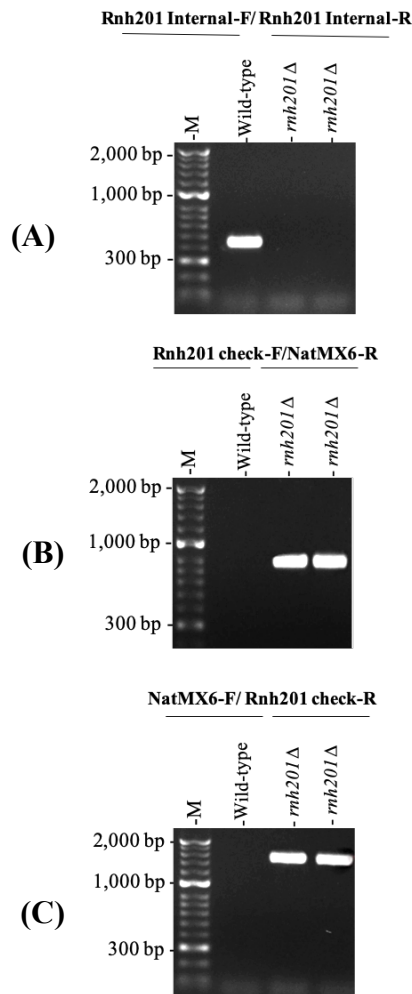 Rnh201 Internal-F/ Rnh201 Internal-R
-M
-Wild-type
- rnh201Δ
- rnh201Δ
2,000 bp -
1,000 bp -
300 bp -
(A)
Rnh201 check-F/NatMX6-R
-M
-Wild-type
- rnh201Δ
- rnh201Δ
2,000 bp -
1,000 bp -
300 bp -
(B)
NatMX6-F/ Rnh201 check-R
-M
-Wild-type
- rnh201Δ
- rnh201Δ
2,000 bp -
1,000 bp -
300 bp -
(C)